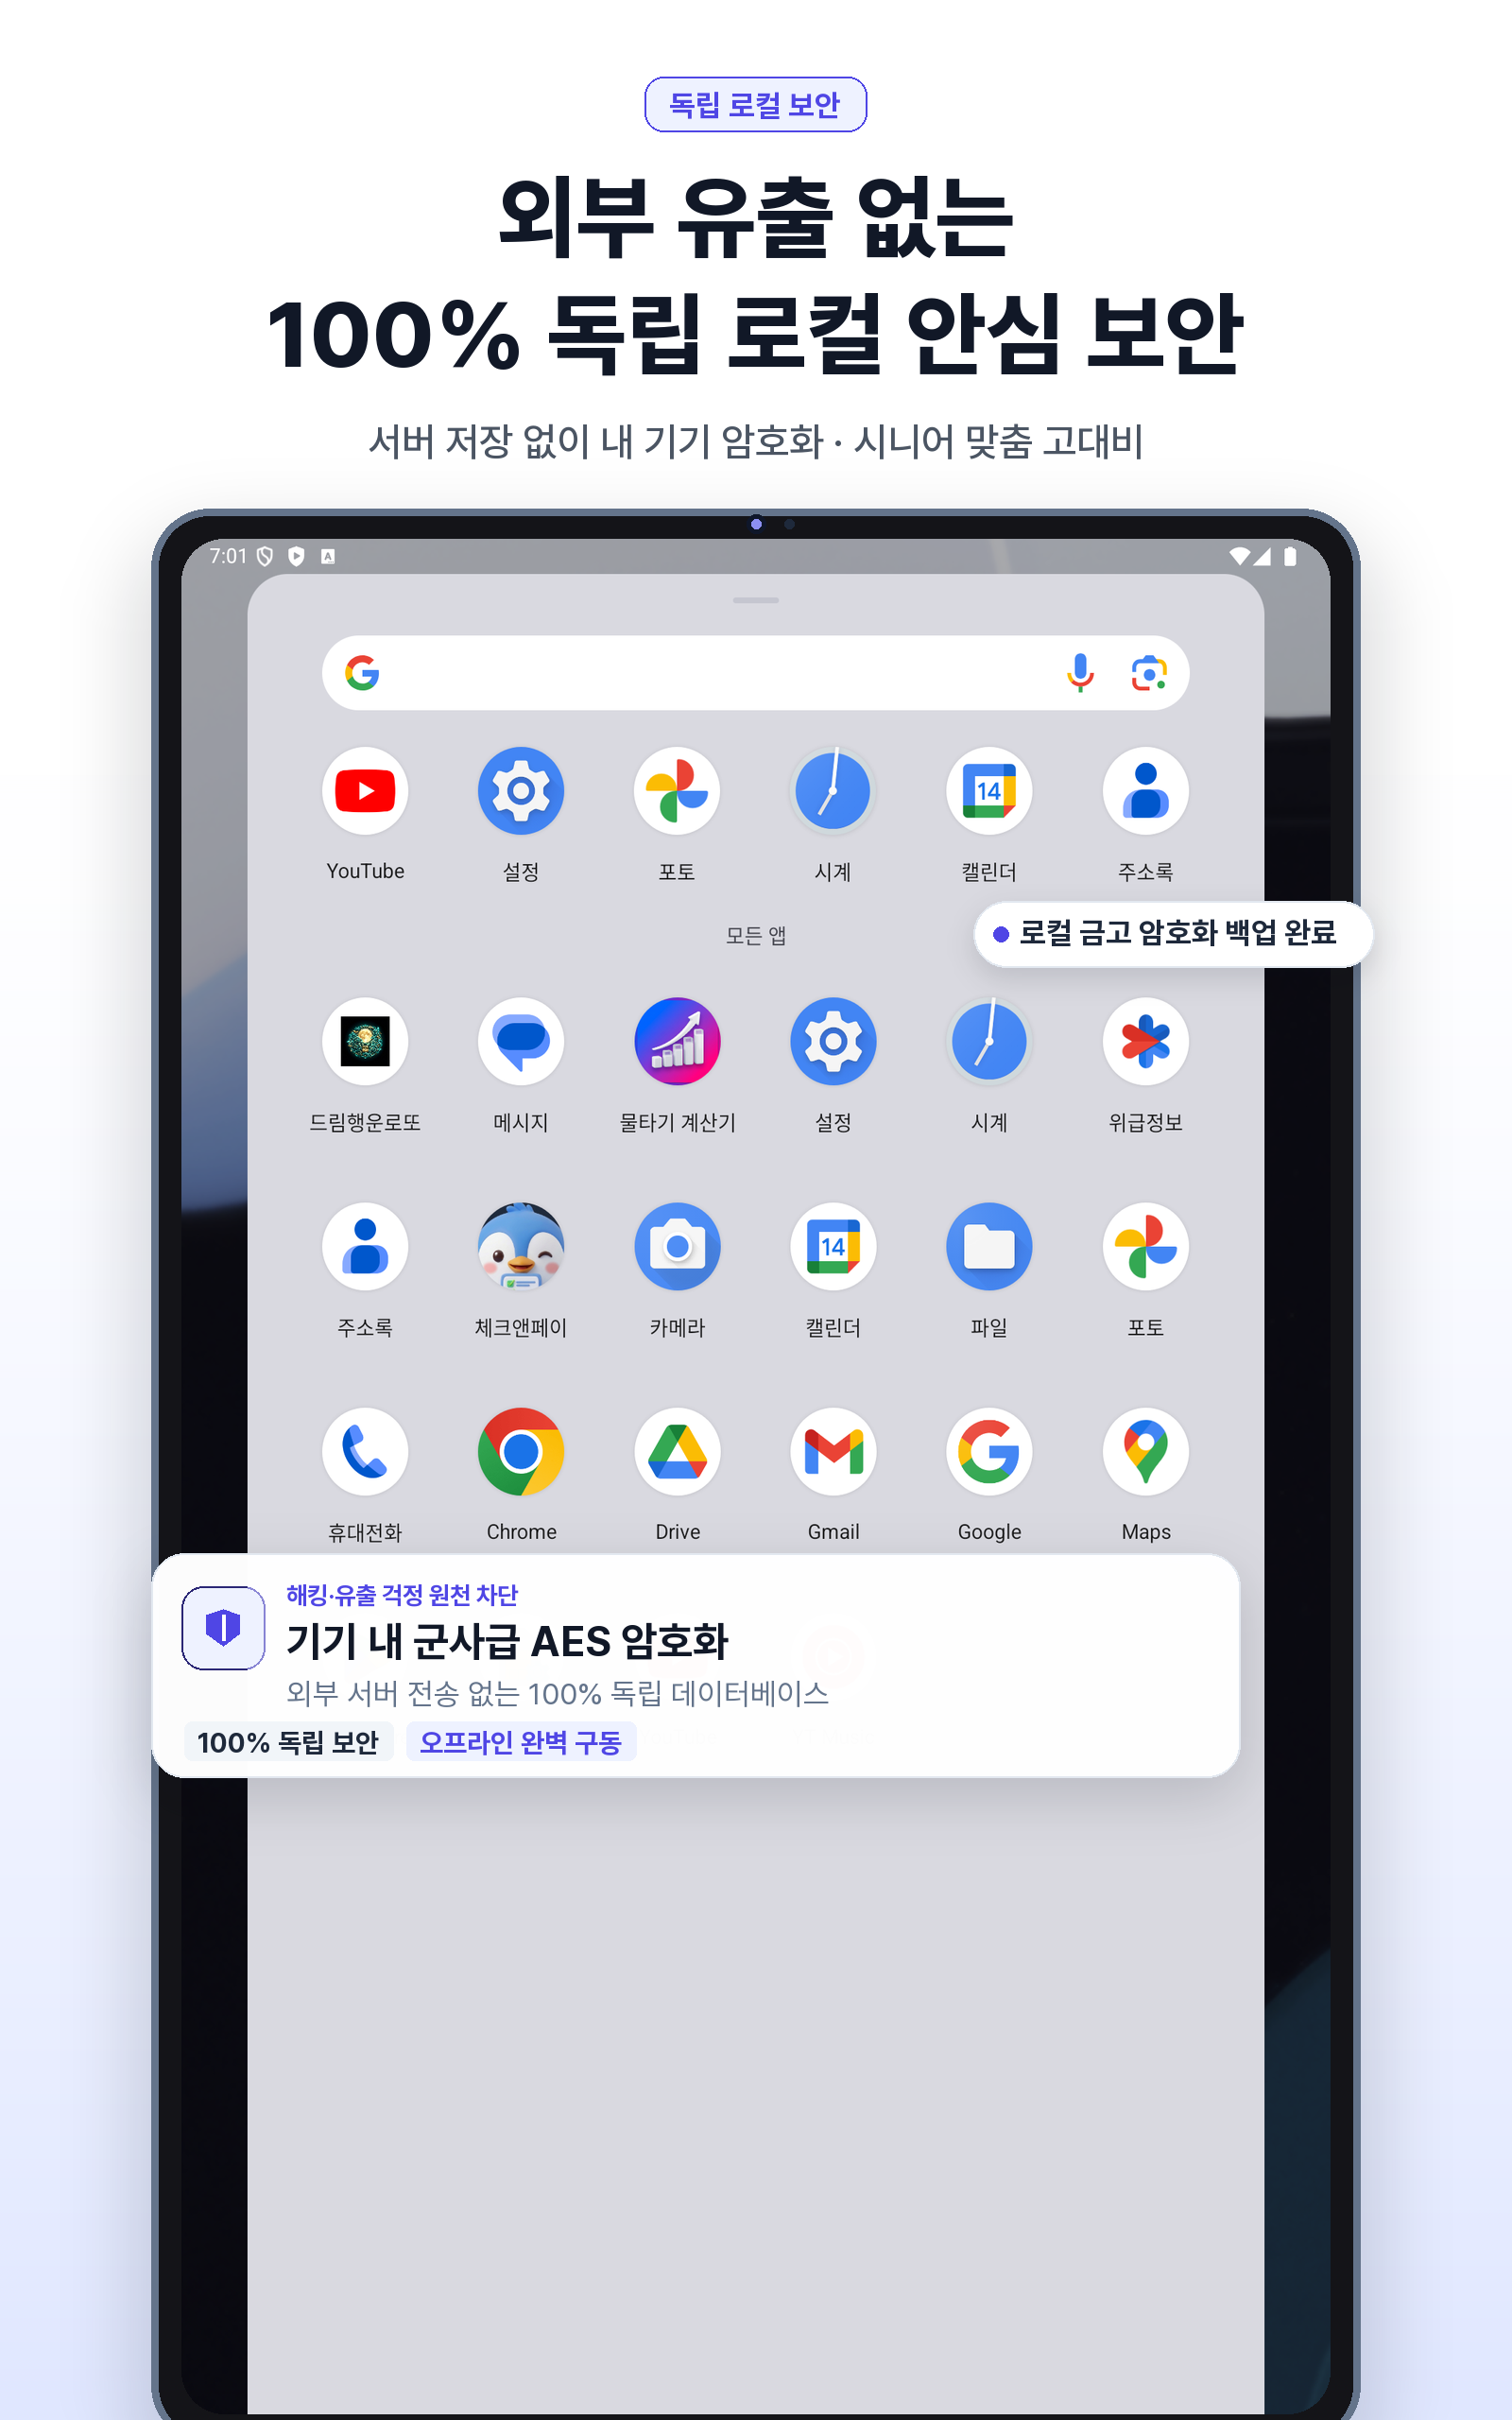 독립 로컬 보안
외부 유출 없는
100% 독립 로컬 안심 보안
서버 저장 없이 내 기기 암호화 · 시니어 맞춤 고대비
7:01
YouTube 설정 포토 시계 캘린더 주소록
14
모든 앱
로컬 금고 암호화 백업 완료
드림행운로또 메시지 물타기 계산기 설정 시계 위급정보
14
주소록 체크앤페이 카메라 캘린더 파일 포토
휴대전화 Chrome Drive Gmail Google Maps
해킹·유출 걱정 원천 차단
기기 내 군사급 AES 암호화
외부 서버 전송 없는 100% 독립 데이터베이스
100% 독립 보안 오프라인 완벽 구동